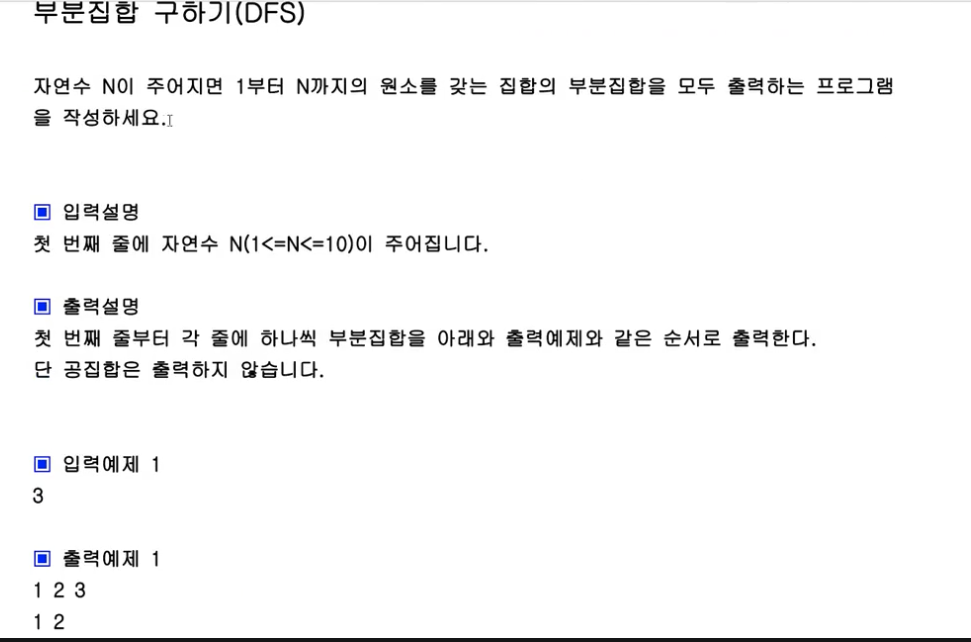 부분집합 구하기(DFS)
자연수 N이 주어지면 1부터 N까지의 원소를 갖는 집합의 부분집합을 모두 출력하는 프로그램
을 작성하세요.
▣ 입력설명
첫 번째 줄에 자연수 N(1<=N<=10)이 주어집니다.
▣ 출력설명
첫 번째 줄부터 각 줄에 하나씩 부분집합을 아래와 출력예제와 같은 순서로 출력한다.
단 공집합은 출력하지 않습니다.
▣ 입력예제 1
3
▣ 출력예제 1
1 2 3
1 2